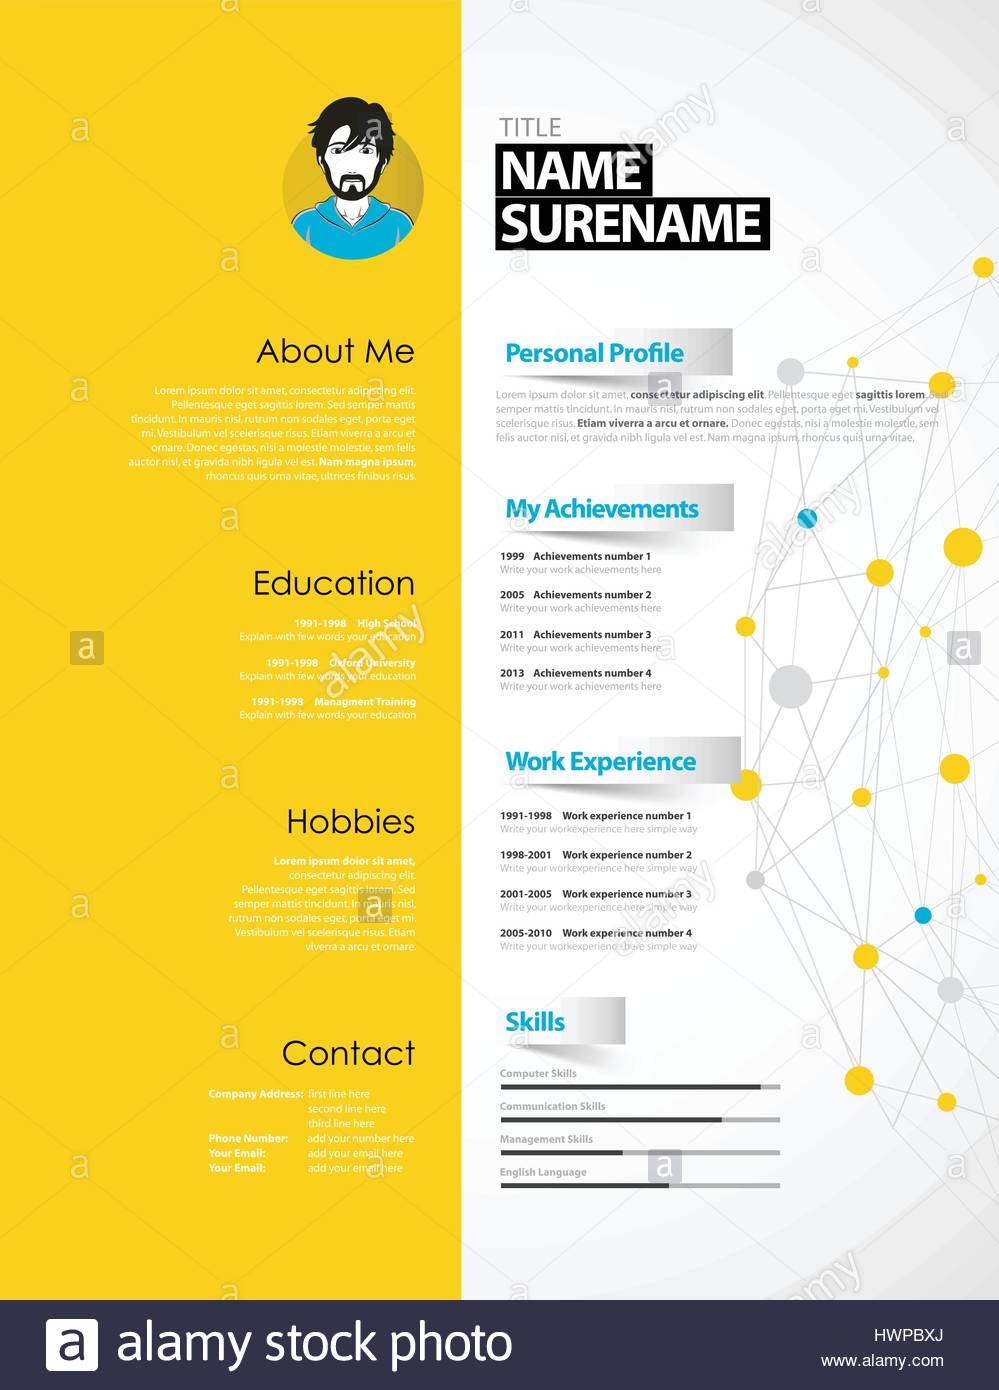 About Me
Lorem ipsum dolor sit amet, consectetur adipiscing elit.
Pellentesque eget sagittis lorem. Sed semper mattis
tincidunt. In mauris nisl, rutrum non sodales eget, porta eget
mi. Vestibulum vel scelerisque risus. Etiam viverra a arcu et
ornare. Donec egestas, nisi a molestie molestie, sem felis
auctor nisl, et gravida nibh ligula vel est. Nam magna ipsum,
rhoncus quis urna vitae, ultrices finibus risus.
Education
1991-1998 High School
Explain with few words your education
1991-1998 Oxford University
Explain with few words your education
1991-1998 Managment Training
Explain with few words your education
Hobbies
Lorem ipsum dolor sit amet,
consectetur adipiscing elit.
Pellentesque eget sagittis lorem. Sed
semper mattis tincidunt. In mauris nisl,
rutrum non sodales eget, porta eget mi.
Vestibulum vel scelerisque risus. Etiam
viverra a arcu et ornare.
Contact
Company Address: first line here
second line here
third line here
Phone Number: add your number here
Your Email: add your email here
Your Email: add your email here
TITLE
NAME
SURENAME
Personal Profile
Lorem ipsum dolor sit amet, consectetur adipiscing elit. Pellentesque eget sagittis lorem. Sed semper
mattis tincidunt. In mauris nisl, rutrum non sodales eget, porta eget mi. Vestibulum vel
scelerisque risus. Etiam viverra a arcu et ornare. Donec egestas, nisi a molestie molestie, sem felis
auctor nisl, et gravida nibh ligula vel est. Nam magna ipsum, rhoncus quis urna vitae,
My Achievements
1999 Achievements number 1
Write your work achievements here
2005 Achievements number 2
Write your work achievements here
2011 Achievements number 3
Write your work achievements here
2013 Achievements number 4
Write your work achievements here
Work Experience
1991-1998 Work experience number 1
Write your workexperience here simple way
1998-2001 Work experience number 2
Write your workexperience here simple way
2001-2005 Work experience number 3
Write your workexperience here simple way
2005-2010 Work experience number 4
Write your workexperience here simple way
Skills
Computer Skills
Communication Skills
Management Skills
English Language
a alamy stock photo
HWPBXJ
www.alamy.com